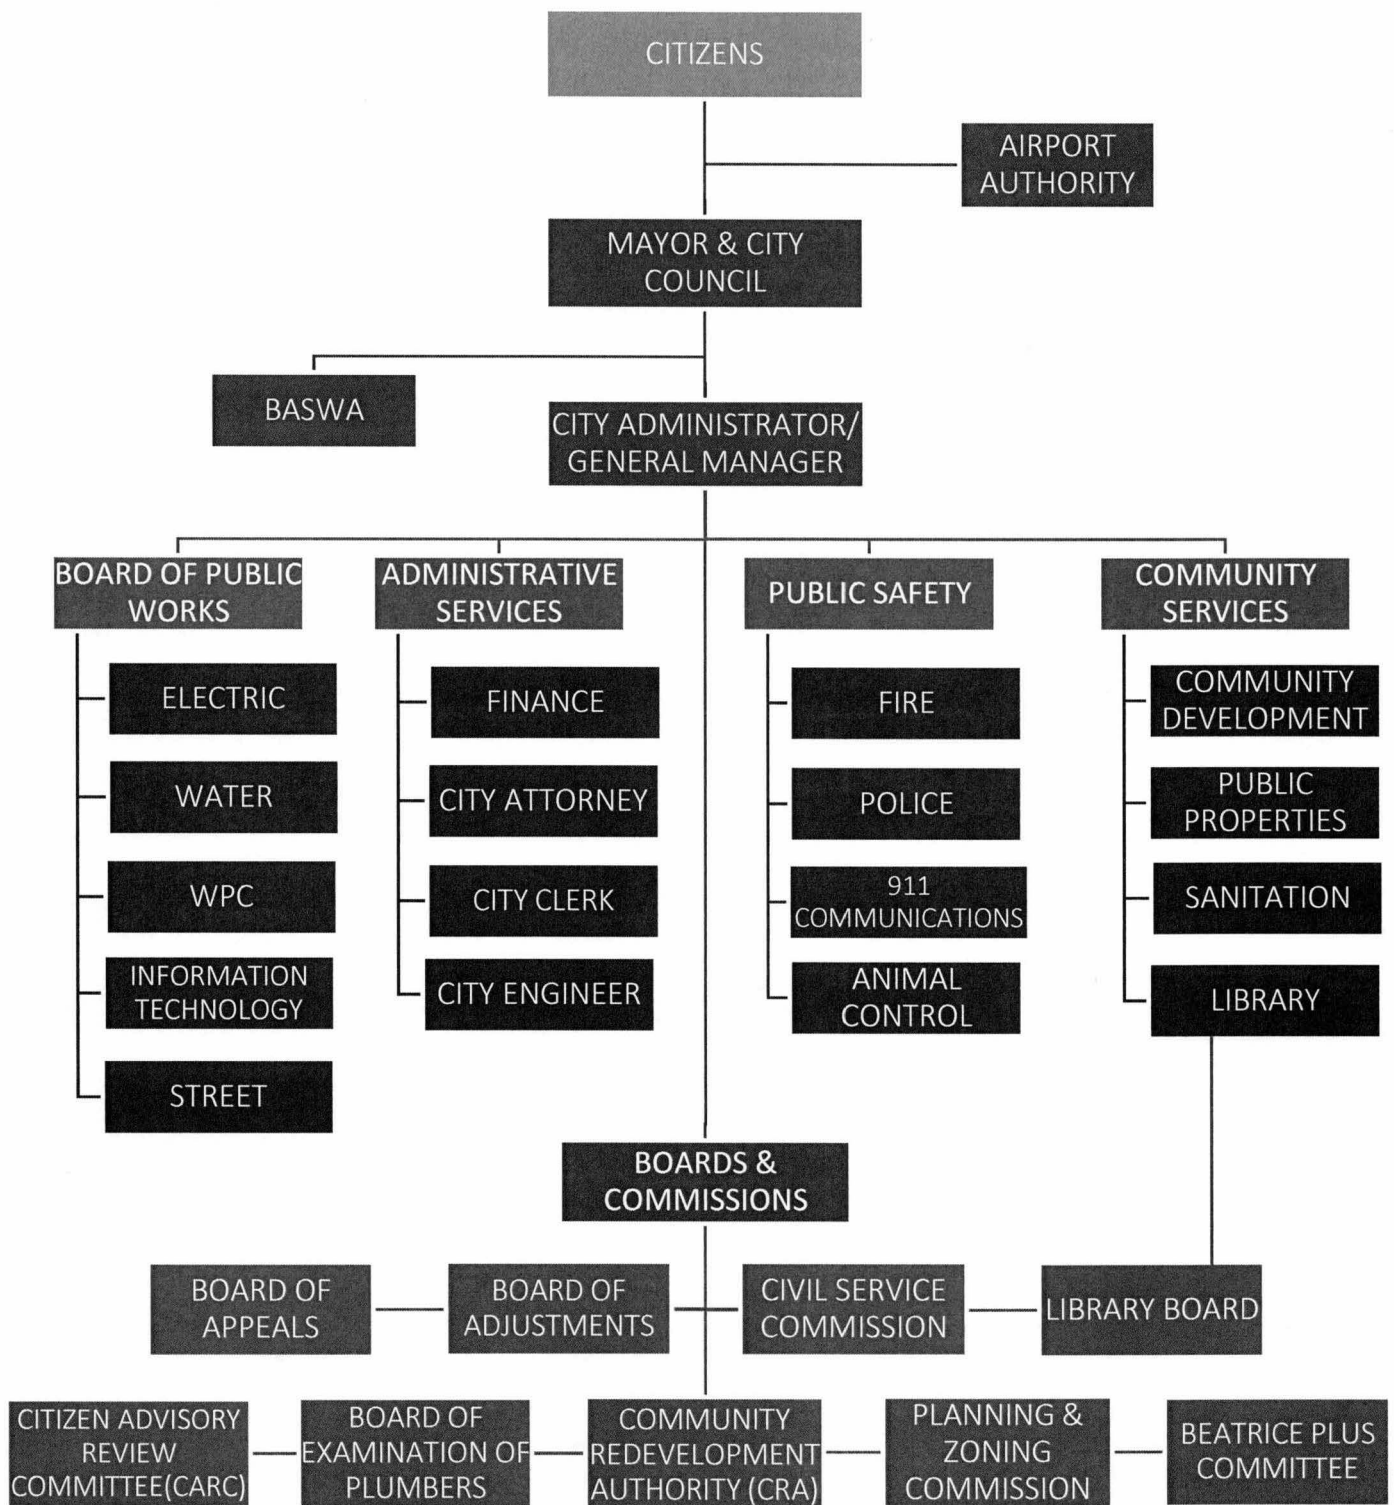 CITIZENS
AIRPORT
AUTHORITY
MAYOR & CITY
COUNCIL
BASWA
CITY ADMINISTRATOR/
GENERAL MANAGER
BOARD OF PUBLIC
WORKS
ADMINISTRATIVE
SERVICES
PUBLIC SAFETY
COMMUNITY
SERVICES
ELECTRIC
WATER
WPC
INFORMATION
TECHNOLOGY
STREET
FINANCE
CITY ATTORNEY
CITY CLERK
CITY ENGINEER
FIRE
POLICE
911
COMMUNICATIONS
ANIMAL
CONTROL
COMMUNITY
DEVELOPMENT
PUBLIC
PROPERTIES
SANITATION
LIBRARY
BOARDS &
COMMISSIONS
BOARD OF
APPEALS
BOARD OF
ADJUSTMENTS
CIVIL SERVICE
COMMISSION
LIBRARY BOARD
CITIZEN ADVISORY
REVIEW
COMMITTEE(CARC)
BOARD OF
EXAMINATION OF
PLUMBERS
COMMUNITY
REDEVELOPMENT
AUTHORITY (CRA)
PLANNING &
ZONING
COMMISSION
BEATRICE PLUS
COMMITTEE